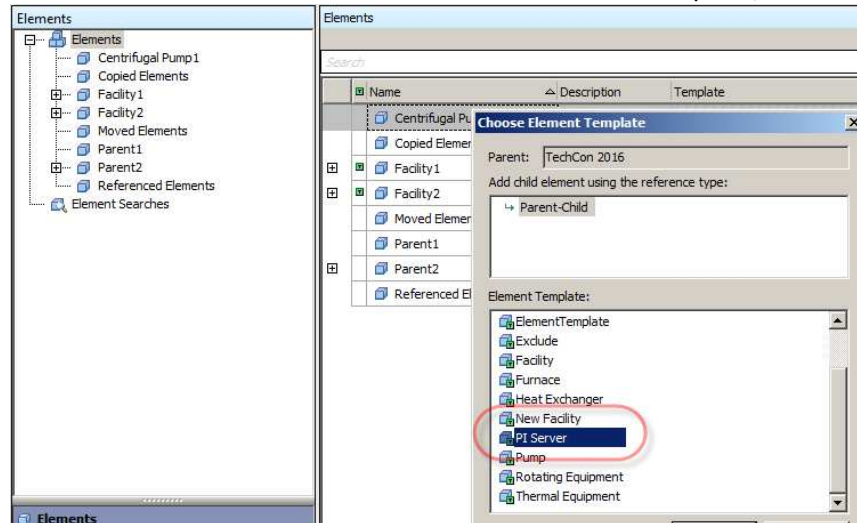 Elements
Elements
Centrifugal Pump1
Copied Elements
Facility1
Facility2
Moved Elements
Parent1
Parent2
Referenced Elements
Element Searches
Elements
Elements
Search
Name Description Template
Centrifugal Pu
Copied Elemen
Facility1
Facility2
Moved Elemen
Parent1
Parent2
Referenced El
Choose Element Template
Parent: TechCon 2016
Add child element using the reference type:
Parent-Child
Element Template:
ElementTemplate
Exclude
Facility
Furnace
Heat Exchanger
New Facility
PI Server
Pump
Rotating Equipment
Thermal Equipment